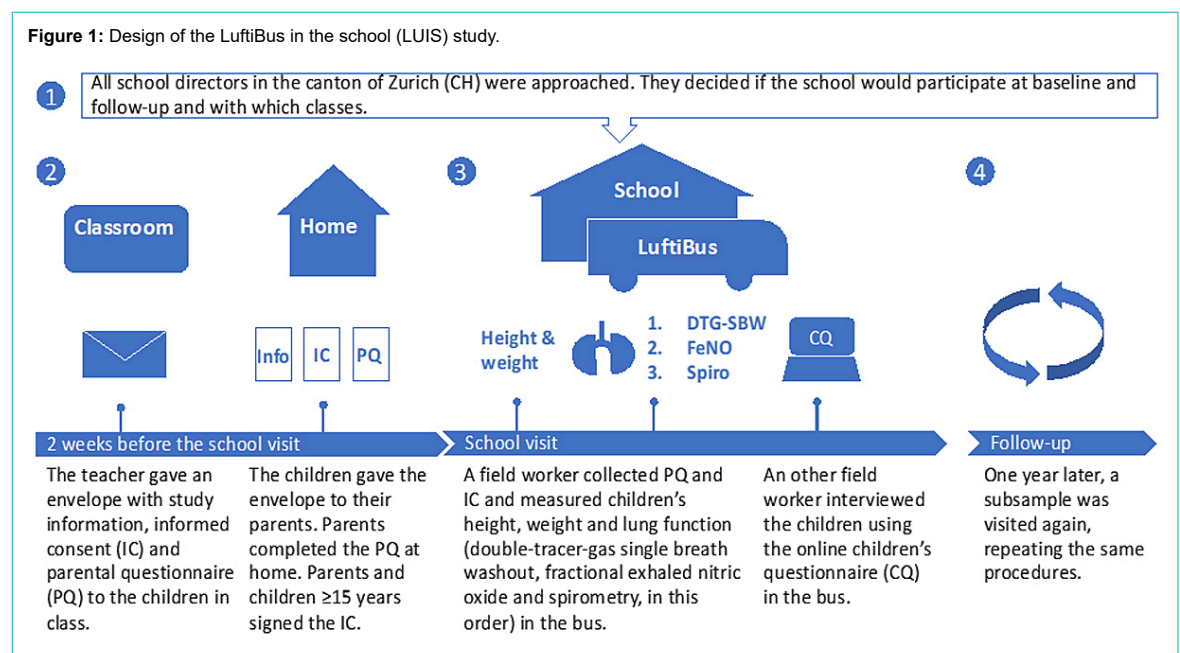 Figure 1: Design of the LuftiBus in the school (LUIS) study.
1
All school directors in the canton of Zurich (CH) were approached. They decided if the school would participate at baseline and
follow-up and with which classes.
2
Classroom
Home
Info
IC
PQ
2 weeks before the school visit
The teacher gave an
envelope with study
information, informed
consent (IC) and
parental questionnaire
(PQ) to the children in
class.
The children gave the
envelope to their
parents. Parents
completed the PQ at
home. Parents and
children ≥15 years
signed the IC.
3
School
LuftiBus
Height &
weight
1. DTG-SBW
2. FeNO
3. Spiro
CQ
School visit
A field worker collected PQ and
IC and measured children's
height, weight and lung function
(double-tracer-gas single breath
washout, fractional exhaled nitric
oxide and spirometry, in this
order) in the bus.
An other field
worker interviewed
the children using
the online children's
questionnaire (CQ)
in the bus.
4
Follow-up
One year later, a
subsample was
visited again,
repeating the same
procedures.